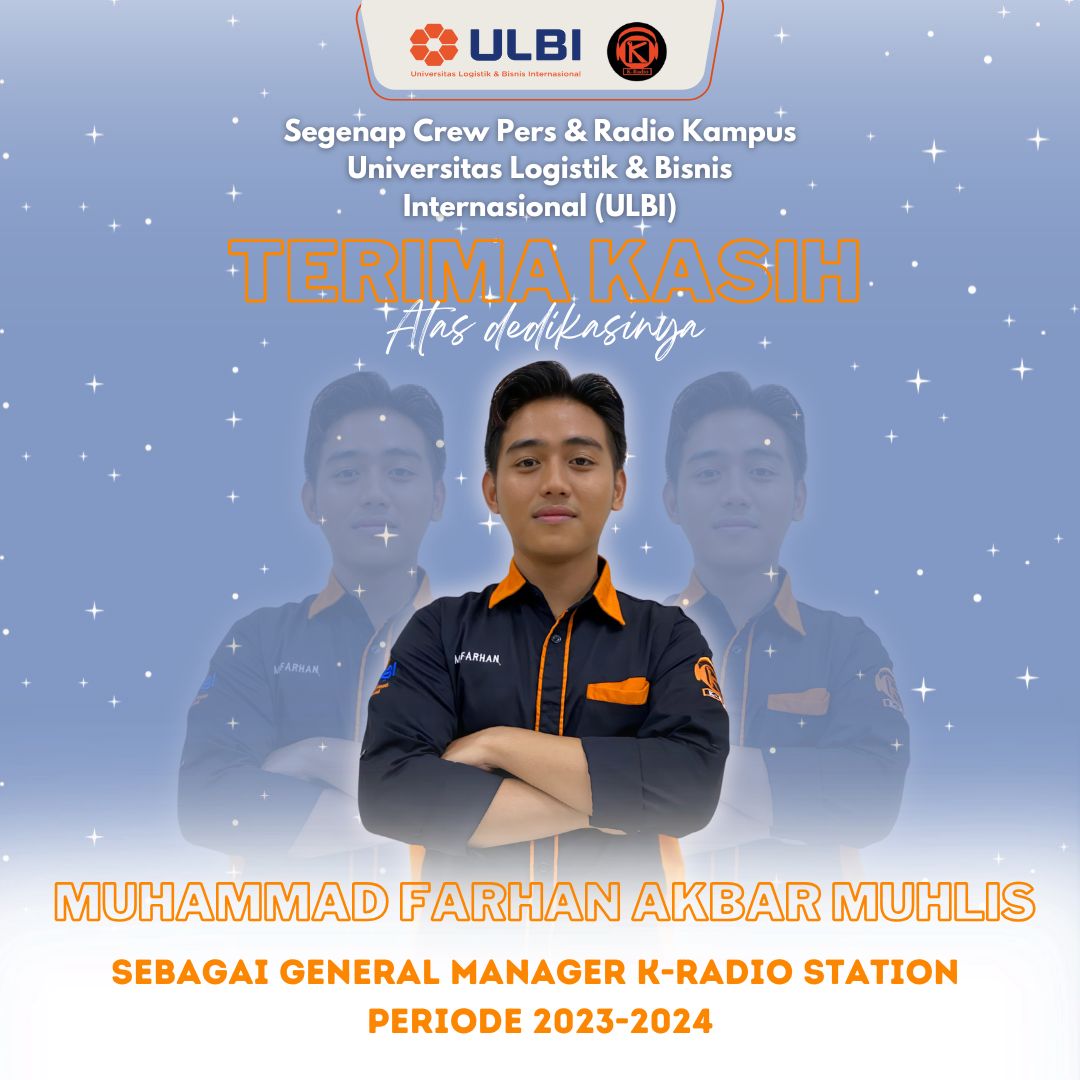 ULBI
Universitas Logistik & Bisnis Internasional
K
K Radio
Segenap Crew Pers & Radio Kampus
Universitas Logistik & Bisnis
Internasional (ULBI)
TERIMA KASIH
Atas dedikasinya
M FARHAN
MUHAMMAD FARHAN AKBAR MUHLIS
SEBAGAI GENERAL MANAGER K-RADIO STATION
PERIODE 2023-2024